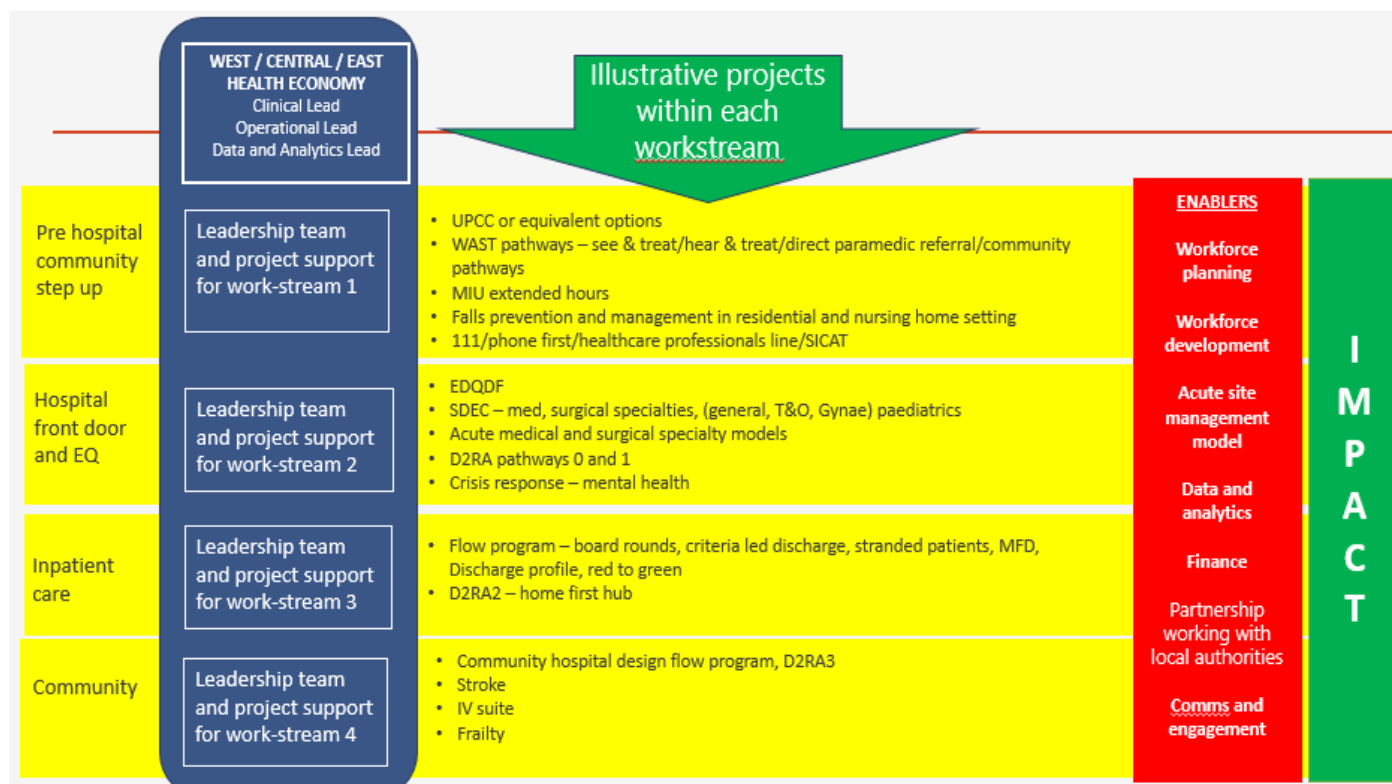 WEST / CENTRAL / EAST
HEALTH ECONOMY
Clinical Lead
Operational Lead
Data and Analytics Lead
Illustrative projects
within each
workstream
Pre hospital
community
step up
Leadership team
and project support
for work-stream 1
• UPCC or equivalent options
• WAST pathways – see & treat/hear & treat/direct paramedic referral/community
pathways
• MIU extended hours
• Falls prevention and management in residential and nursing home setting
• 111/phone first/healthcare professionals line/SICAT
Hospital
front door
and EQ
Leadership team
and project support
for work-stream 2
• EDQDF
• SDEC – med, surgical specialties, (general, T&O, Gynae) paediatrics
• Acute medical and surgical specialty models
• D2RA pathways 0 and 1
• Crisis response – mental health
Inpatient
care
Leadership team
and project support
for work-stream 3
• Flow program – board rounds, criteria led discharge, stranded patients, MFD,
Discharge profile, red to green
• D2RA2 – home first hub
Community
Leadership team
and project support
for work-stream 4
• Community hospital design flow program, D2RA3
• Stroke
• IV suite
• Frailty
ENABLERS
Workforce
planning
Workforce
development
Acute site
management
model
Data and
analytics
Finance
Partnership
working with
local authorities
Comms and
engagement
I
M
P
A
C
T